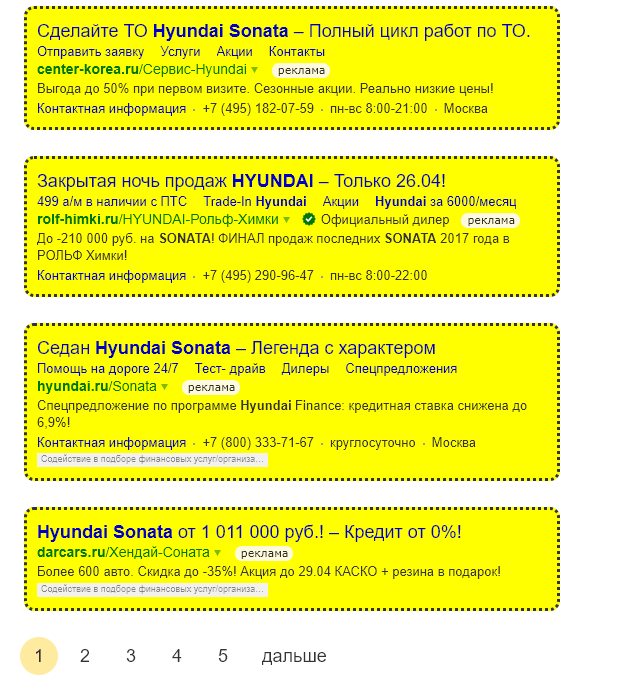 Сделайте ТО Hyundai Sonata – Полный цикл работ по ТО.
Отправить заявку Услуги Акции Контакты
center-korea.ru/Сервис-Hyundai реклама
Выгода до 50% при первом визите. Сезонные акции. Реально низкие цены!
Контактная информация · +7 (495) 182-07-59 · пн-вс 8:00-21:00 · Москва
Закрытая ночь продаж HYUNDAI – Только 26.04!
499 а/м в наличии с ПТС Trade-In Hyundai Акции Hyundai за 6000/месяц
rolf-himki.ru/HYUNDAI-Рольф-Химки Официальный дилер реклама
До -210 000 руб. на SONATA! ФИНАЛ продаж последних SONATA 2017 года в
РОЛЬФ Химки!
Контактная информация · +7 (495) 290-96-47 · пн-вс 8:00-22:00
Седан Hyundai Sonata – Легенда с характером
Помощь на дороге 24/7 Тест- драйв Дилеры Спецпредложения
hyundai.ru/Sonata реклама
Спецпредложение по программе Hyundai Finance: кредитная ставка снижена до
6,9%!
Контактная информация · +7 (800) 333-71-67 · круглосуточно · Москва
Содействие в подборе финансовых услуг/организа...
Hyundai Sonata от 1 011 000 руб.! – Кредит от 0%!
darcars.ru/Хендай-Соната реклама
Более 600 авто. Скидка до -35%! Акция до 29.04 КАСКО + резина в подарок!
Содействие в подборе финансовых услуг/организа...
1 2 3 4 5 дальше